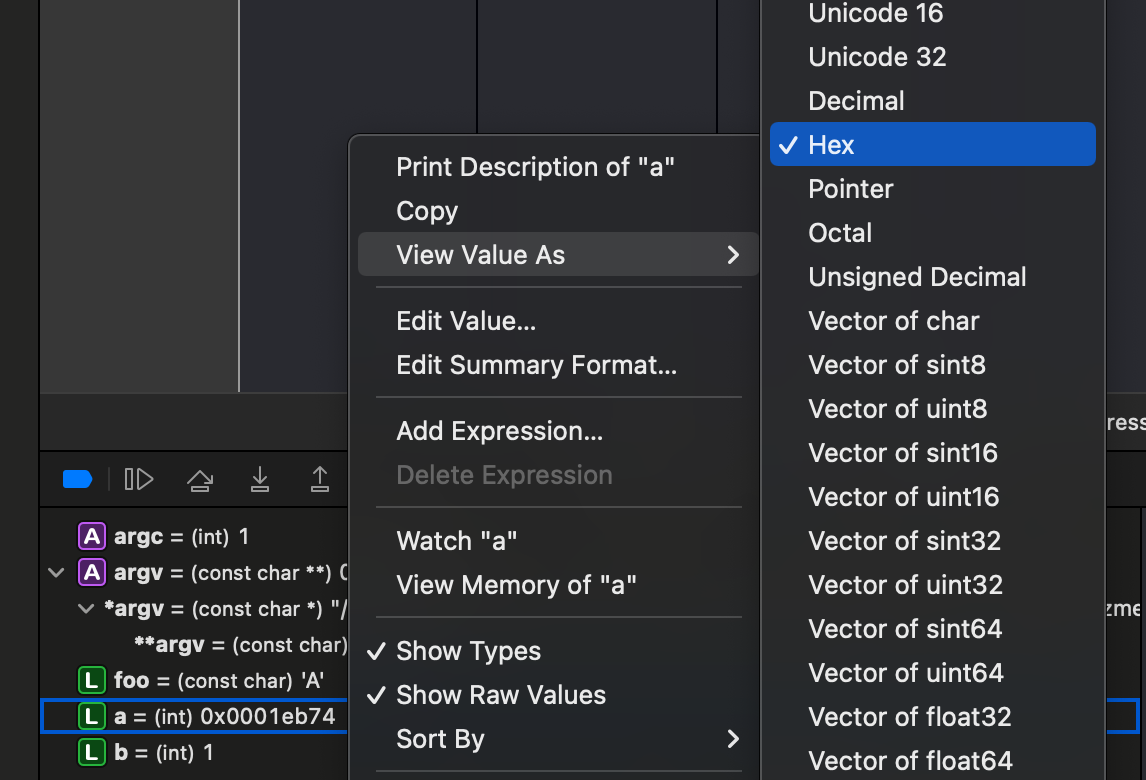 Unicode 16
Unicode 32
Decimal
✓ Hex
Pointer
Octal
Unsigned Decimal
Vector of char
Vector of sint8
Vector of uint8
Vector of sint16
Vector of uint16
Vector of sint32
Vector of uint32
Vector of sint64
Vector of uint64
Vector of float32
Vector of float64
Print Description of "a"
Copy
View Value As
Edit Value...
Edit Summary Format...
Add Expression...
Delete Expression
Watch "a"
View Memory of "a"
✓ Show Types
✓ Show Raw Values
Sort By
A argc = (int) 1
A argv = (const char **)
*argv = (const char *) "/
**argv = (const char)
L foo = (const char) 'A'
L a = (int) 0x0001eb74
L b = (int) 1